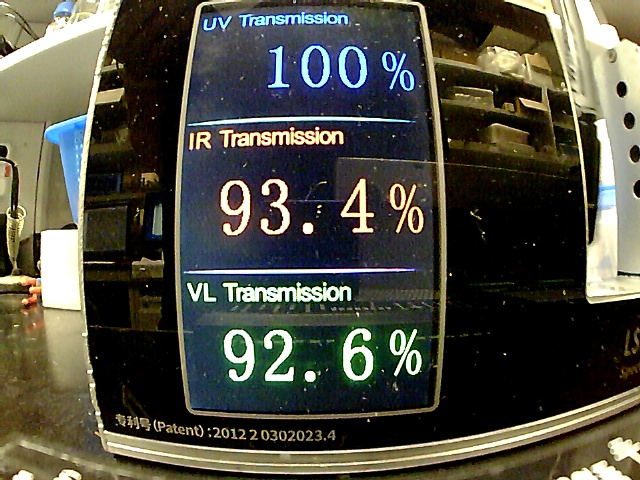 UV Transmission
100%
IR Transmission
93.4%
VL Transmission
92.6%
专利号(Patent):2012 2 0302023.4
LS